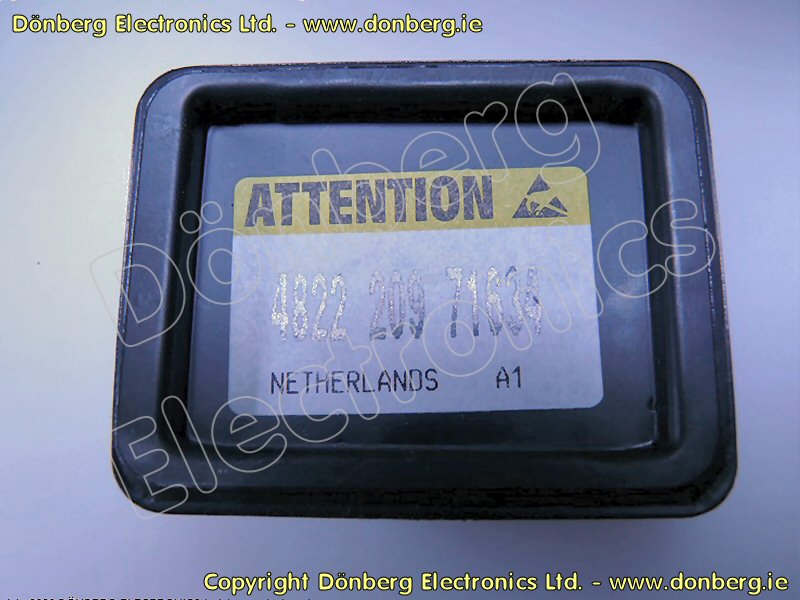 Dönberg Electronics Ltd. - www.donberg.ie
ATTENTION
4822 209 71634
NETHERLANDS A1
Dönberg
Electronics
Copyright Dönberg Electronics Ltd. - www.donberg.ie